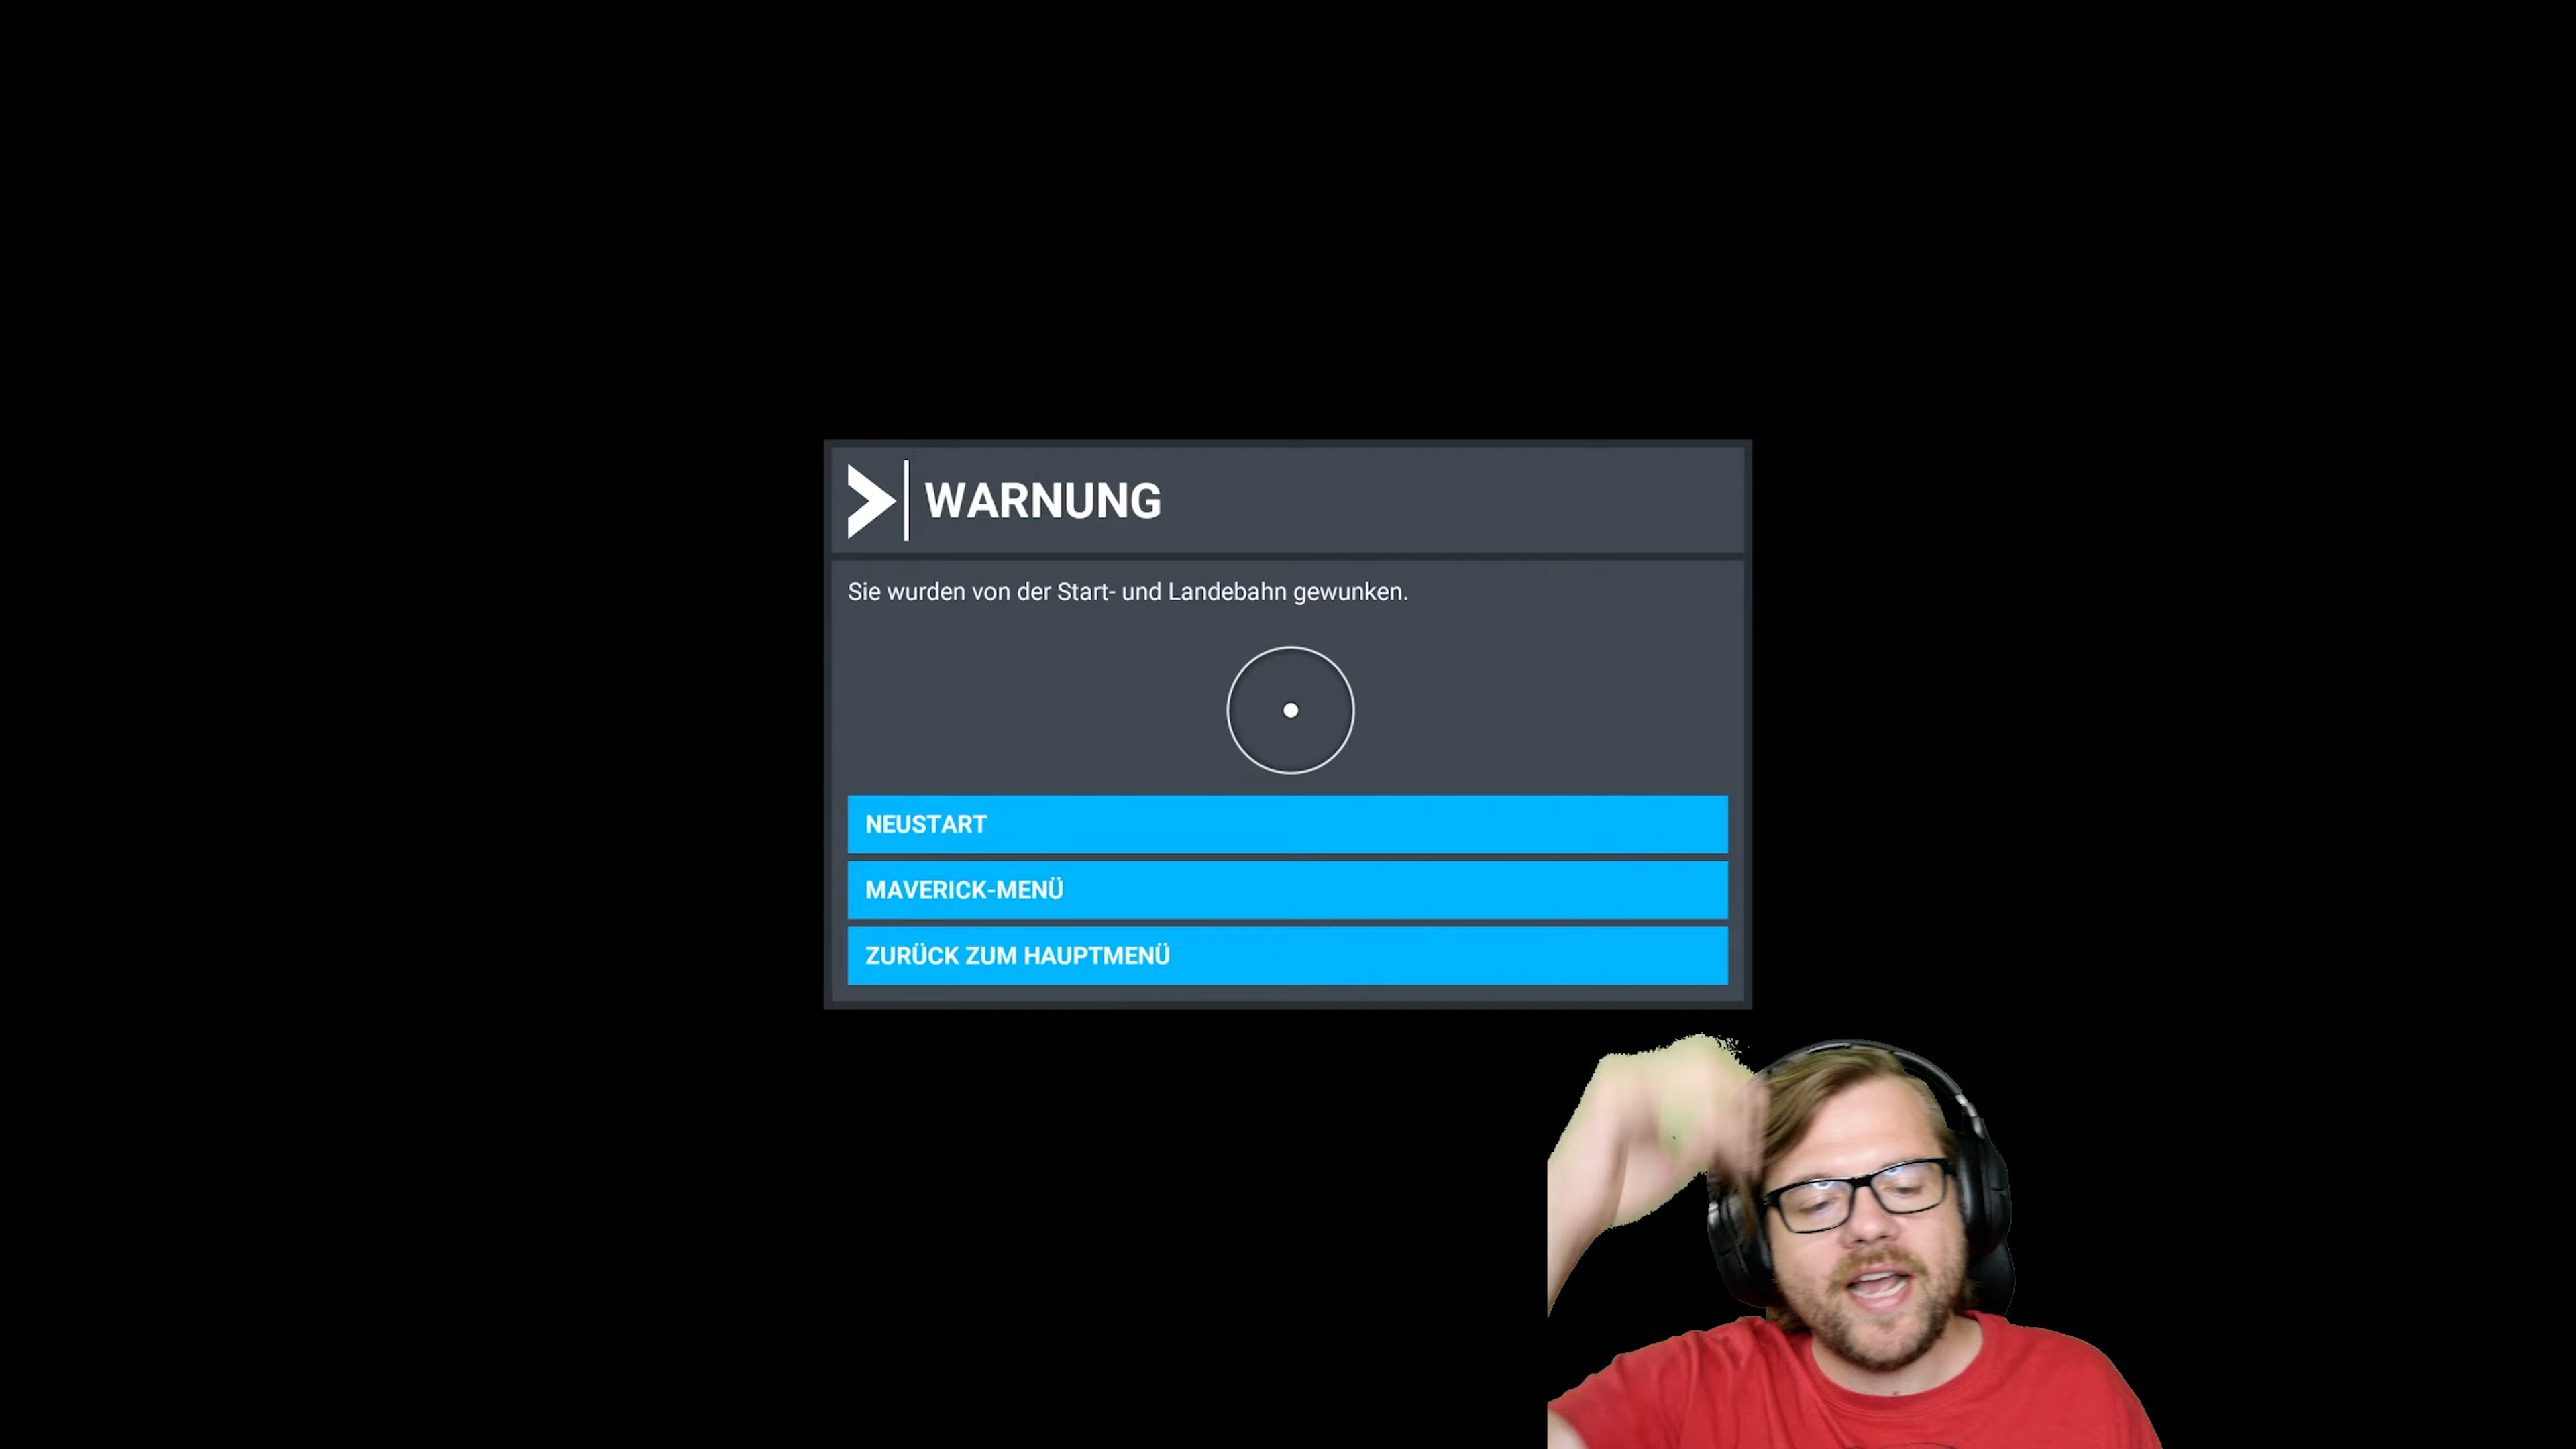 WARNUNG
Sie wurden von der Start- und Landebahn gewunken.
NEUSTART
MAVERICK-MENÜ
ZURÜCK ZUM HAUPTMENÜ